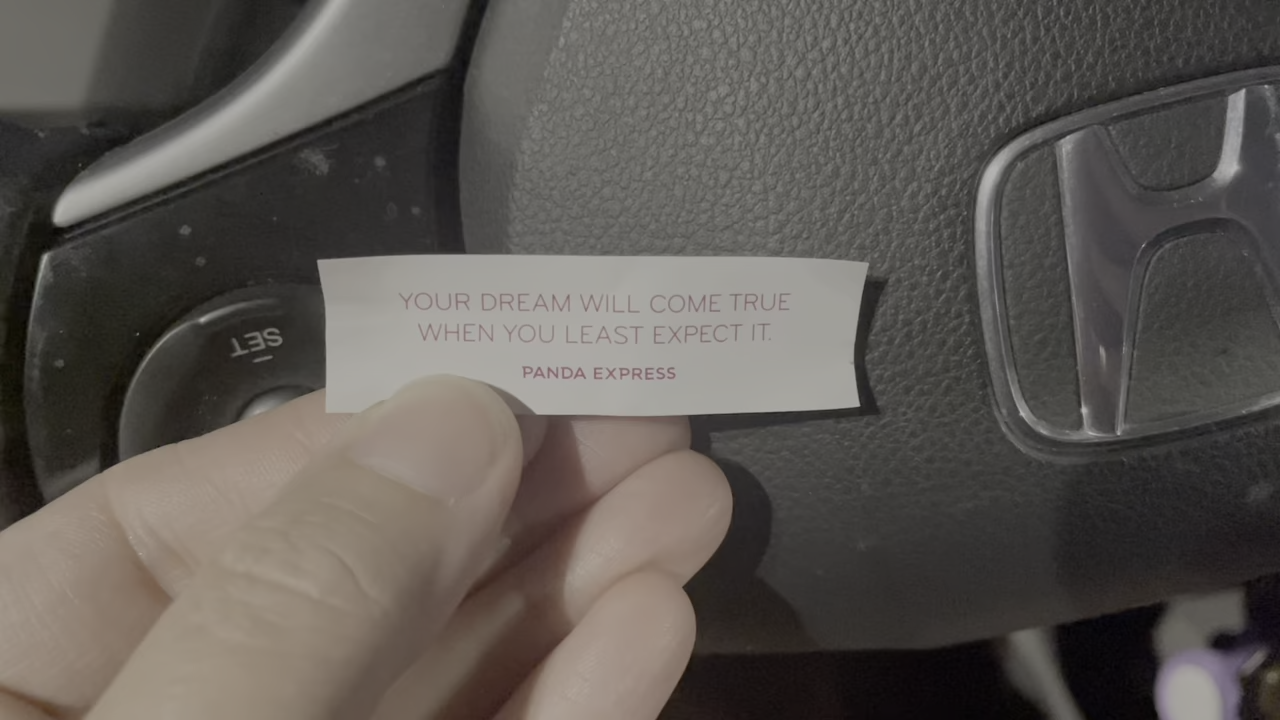 YOUR DREAM WILL COME TRUE
WHEN YOU LEAST EXPECT IT.
PANDA EXPRESS
SET